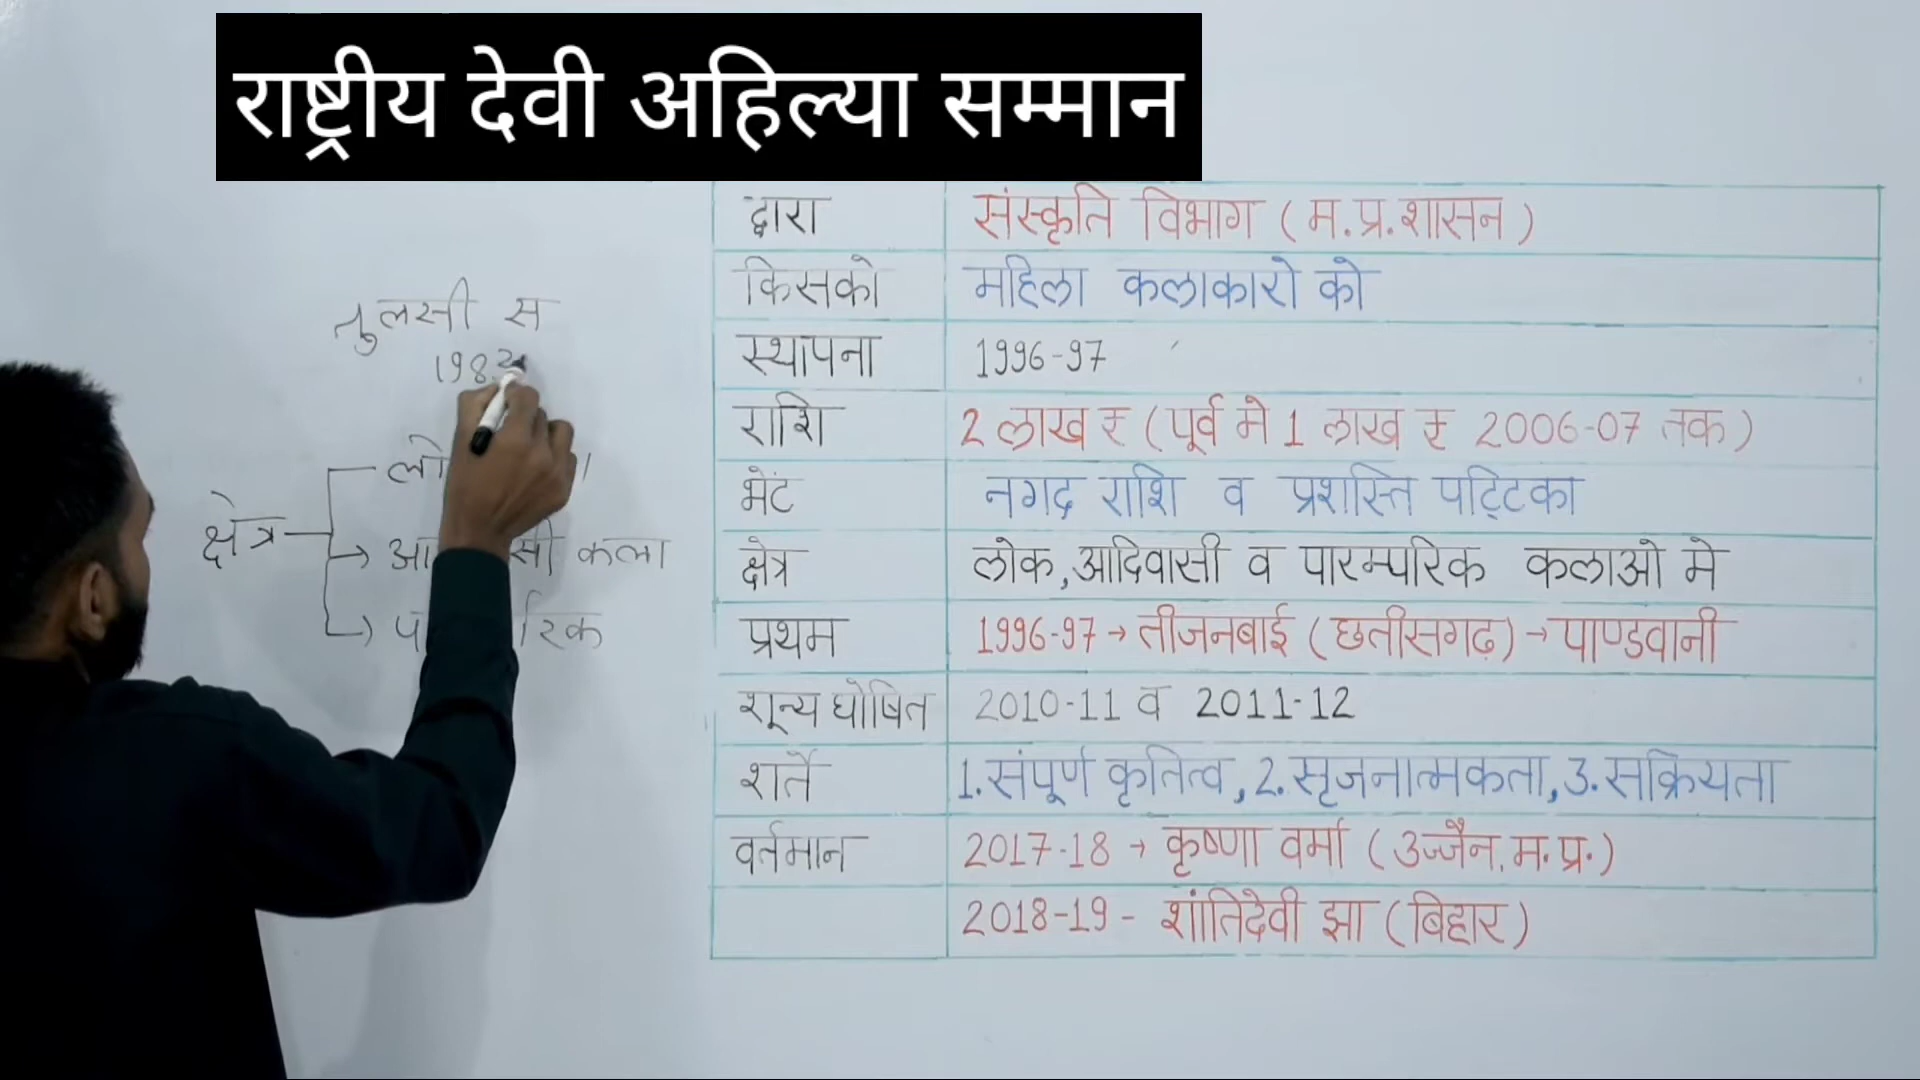 राष्ट्रीय देवी अहिल्या सम्मान
द्वारा संस्कृति विभाग ( म.प्र.शासन )
किसको महिला कलाकारो को
स्थापना 1996-97
राशि 2 लाख ₹ (पूर्व मे 1 लाख ₹ 2006-07 तक)
भेंट नगद राशि व प्रशस्ति पट्टिका
क्षेत्र लोक,आदिवासी व पारम्परिक कलाओ मे
प्रथम 1996-97 → तीजनबाई (छतीसगढ़) → पाण्डवानी
शून्य घोषित 2010-11 व 2011-12
शर्ते 1.संपूर्ण कृतित्व,2.सृजनात्मकता,3.सक्रियता
वर्तमान 2017-18 → कृष्णा वर्मा (उज्जैन,म.प्र.)
2018-19 - शांतिदेवी झा (बिहार)
तुलसी स
198
क्षेत्र
कला